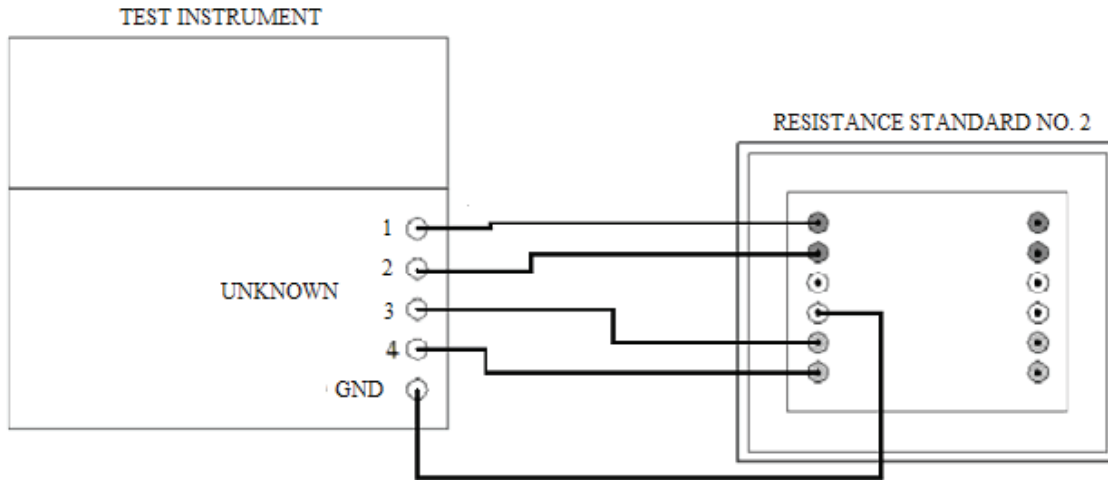 TEST INSTRUMENT
RESISTANCE STANDARD NO. 2
1
2
UNKNOWN
3
4
GND